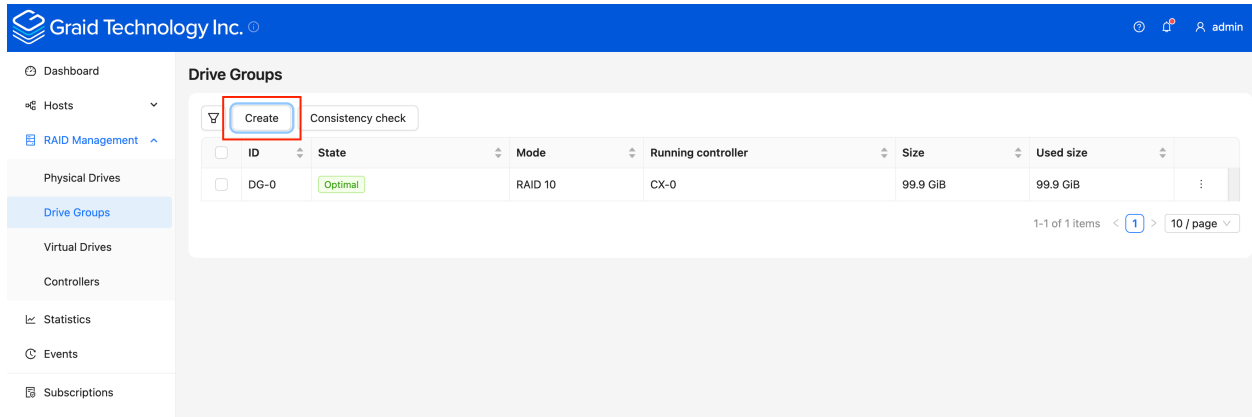 Graid Technology Inc.
admin
Dashboard
Hosts
RAID Management
Physical Drives
Drive Groups
Virtual Drives
Controllers
Statistics
Events
Subscriptions
Drive Groups
Create Consistency check
ID State Mode Running controller Size Used size
DG-0 Optimal RAID 10 CX-0 99.9 GiB 99.9 GiB
1-1 of 1 items < 1 > 10 / page